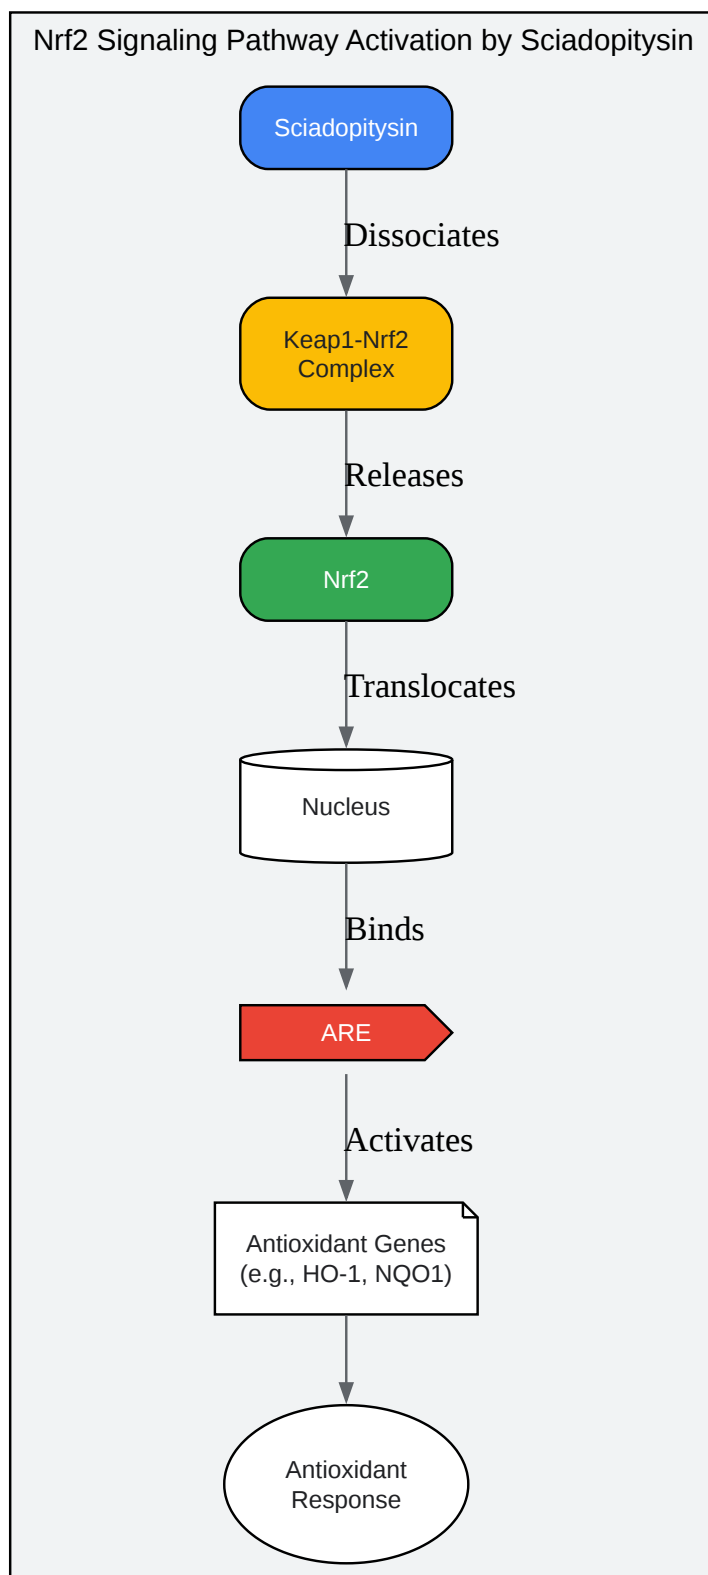 Nrf2 Signaling Pathway Activation by Sciadopitysin
Sciadopitysin
Dissociates
Keap1-Nrf2
Complex
Releases
Nrf2
Translocates
Nucleus
Binds
ARE
Activates
Antioxidant Genes
(e.g., HO-1, NQO1)
Antioxidant
Response